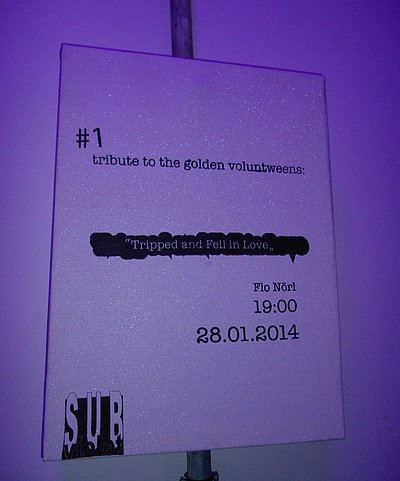 #1
tribute to the golden voluntweens:
"Tripped and Fell in Love„
Flo Nörl
19:00
28.01.2014
SUB